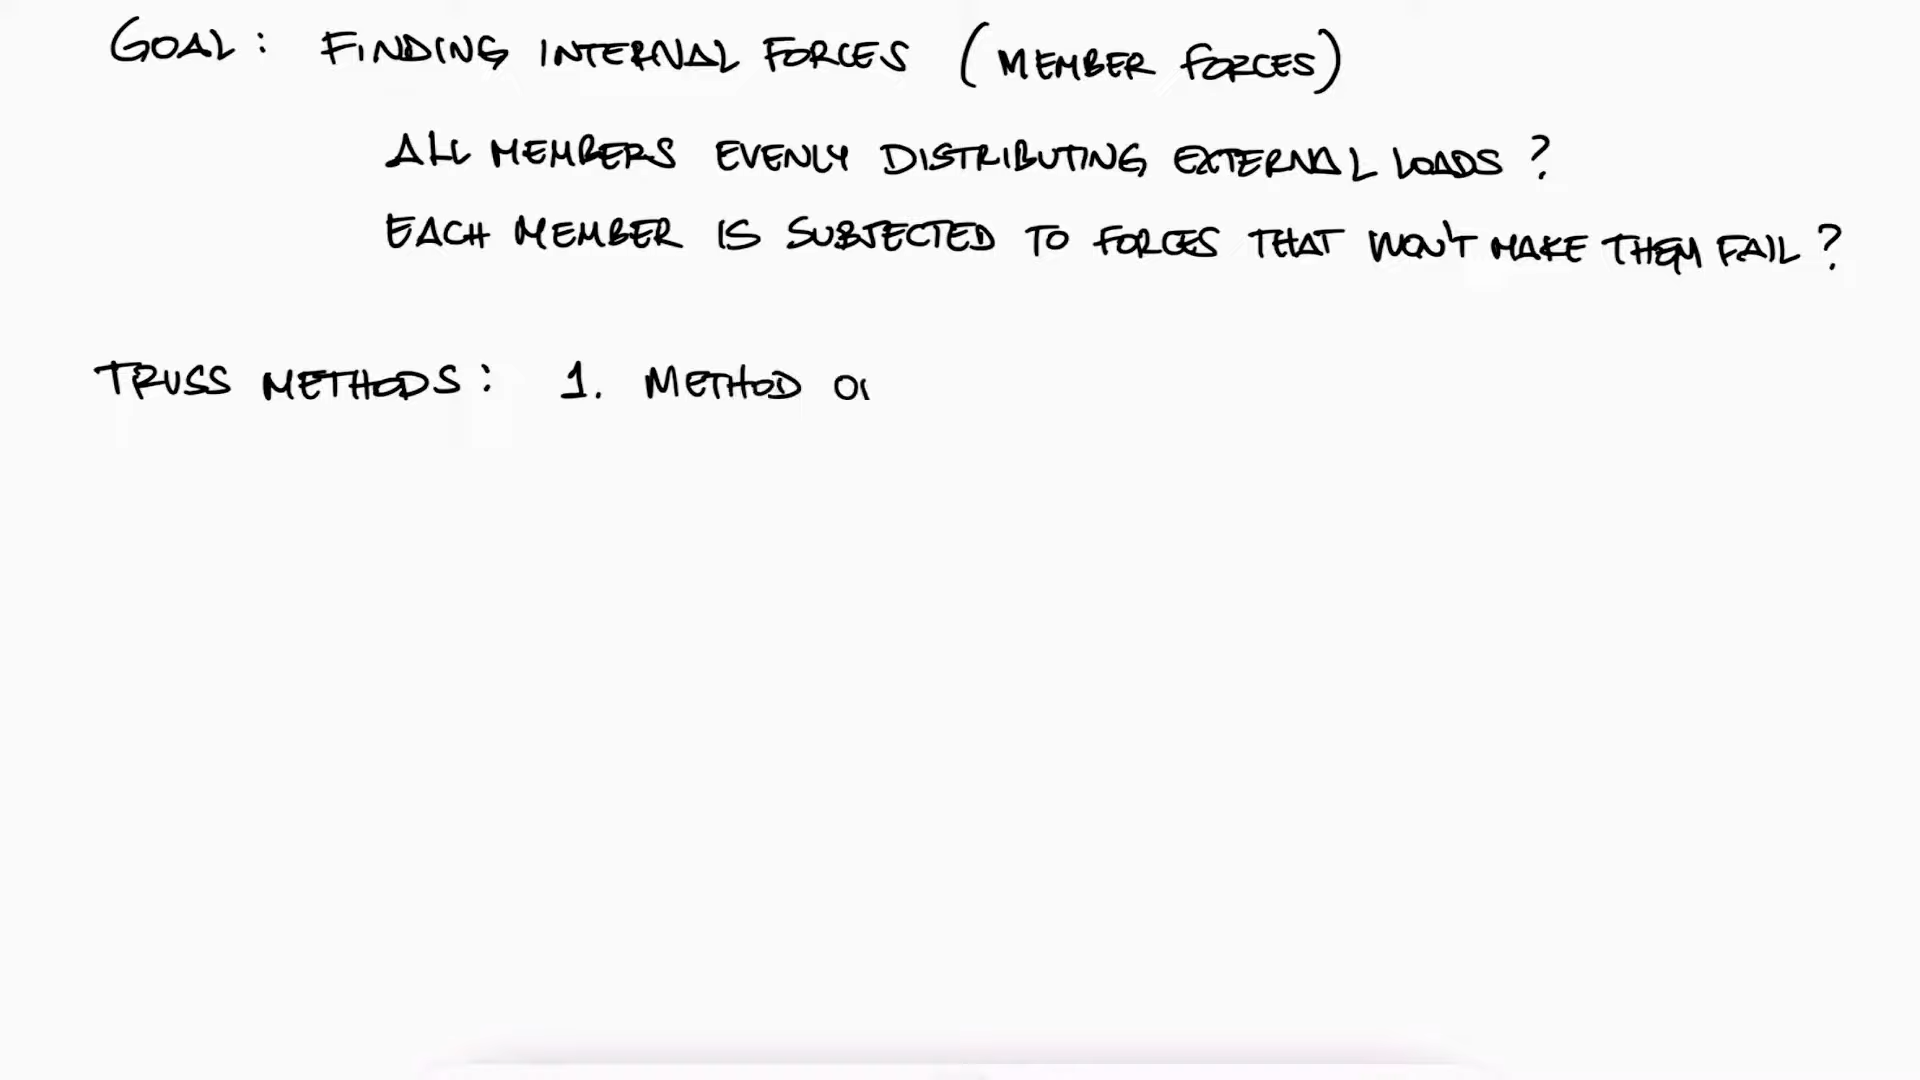 GOAL: FINDING INTERNAL FORCES (MEMBER FORCES)
ALL MEMBERS EVENLY DISTRIBUTING EXTERNAL LOADS?
EACH MEMBER IS SUBJECTED TO FORCES THAT WON'T MAKE THEM FAIL?
TRUSS METHODS: 1. METHOD